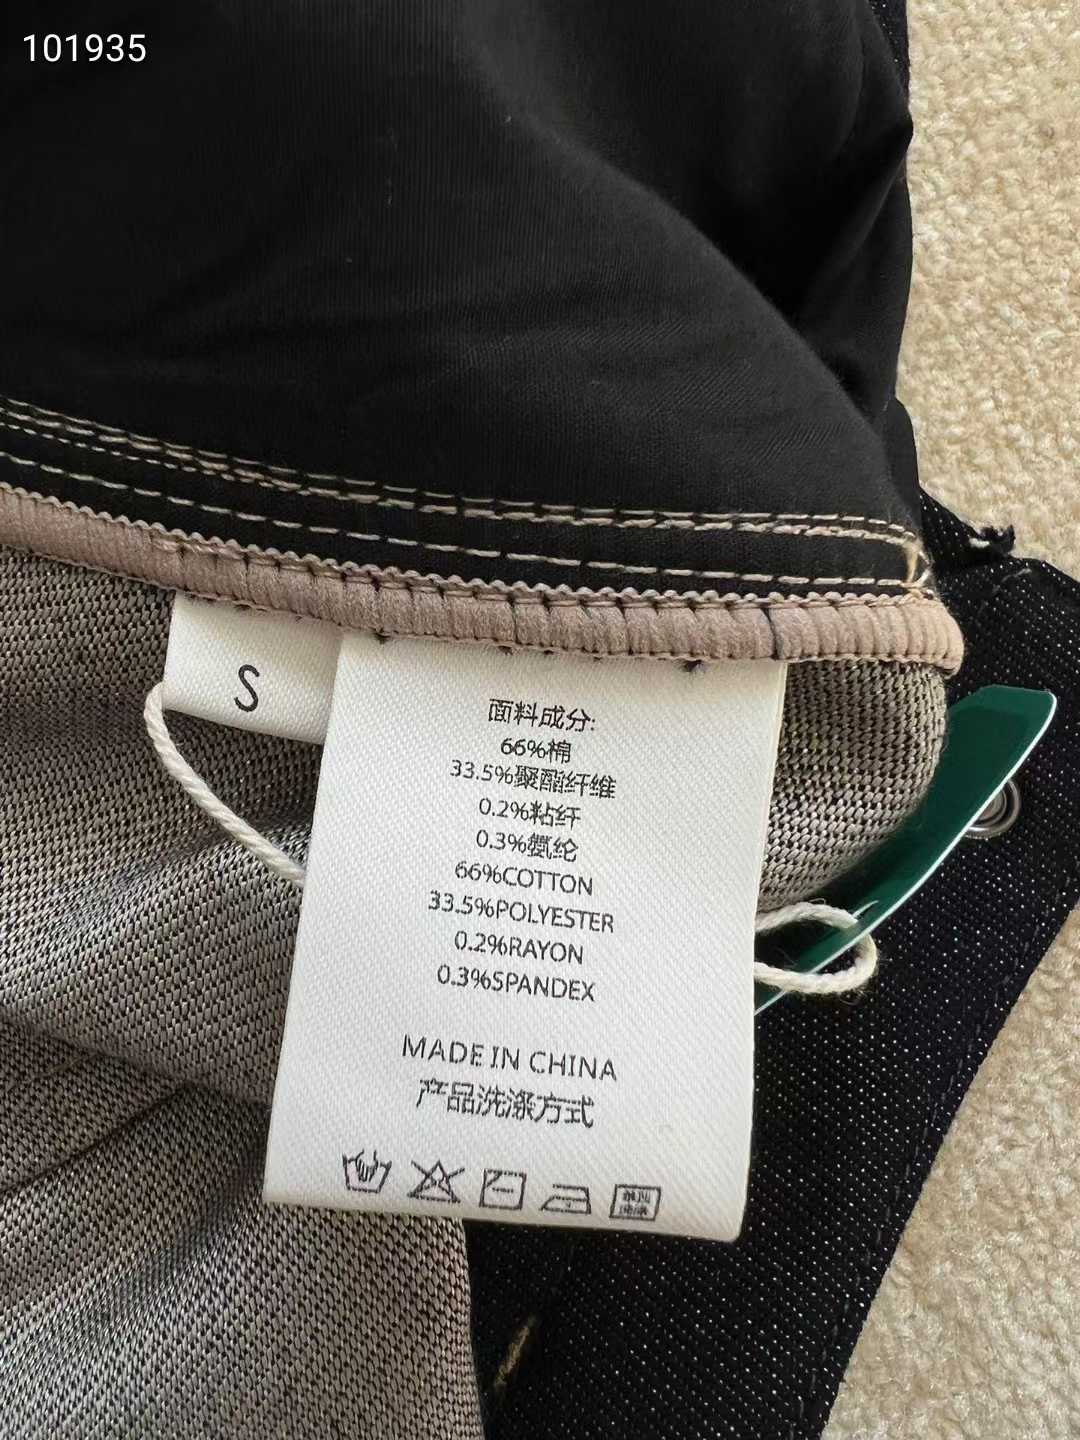 101935
S
面料成分:
66%棉
33.5%聚酯纤维
0.2%粘纤
0.3%氨纶
66%COTTON
33.5%POLYESTER
0.2%RAYON
0.3%SPANDEX
MADE IN CHINA
产品洗涤方式